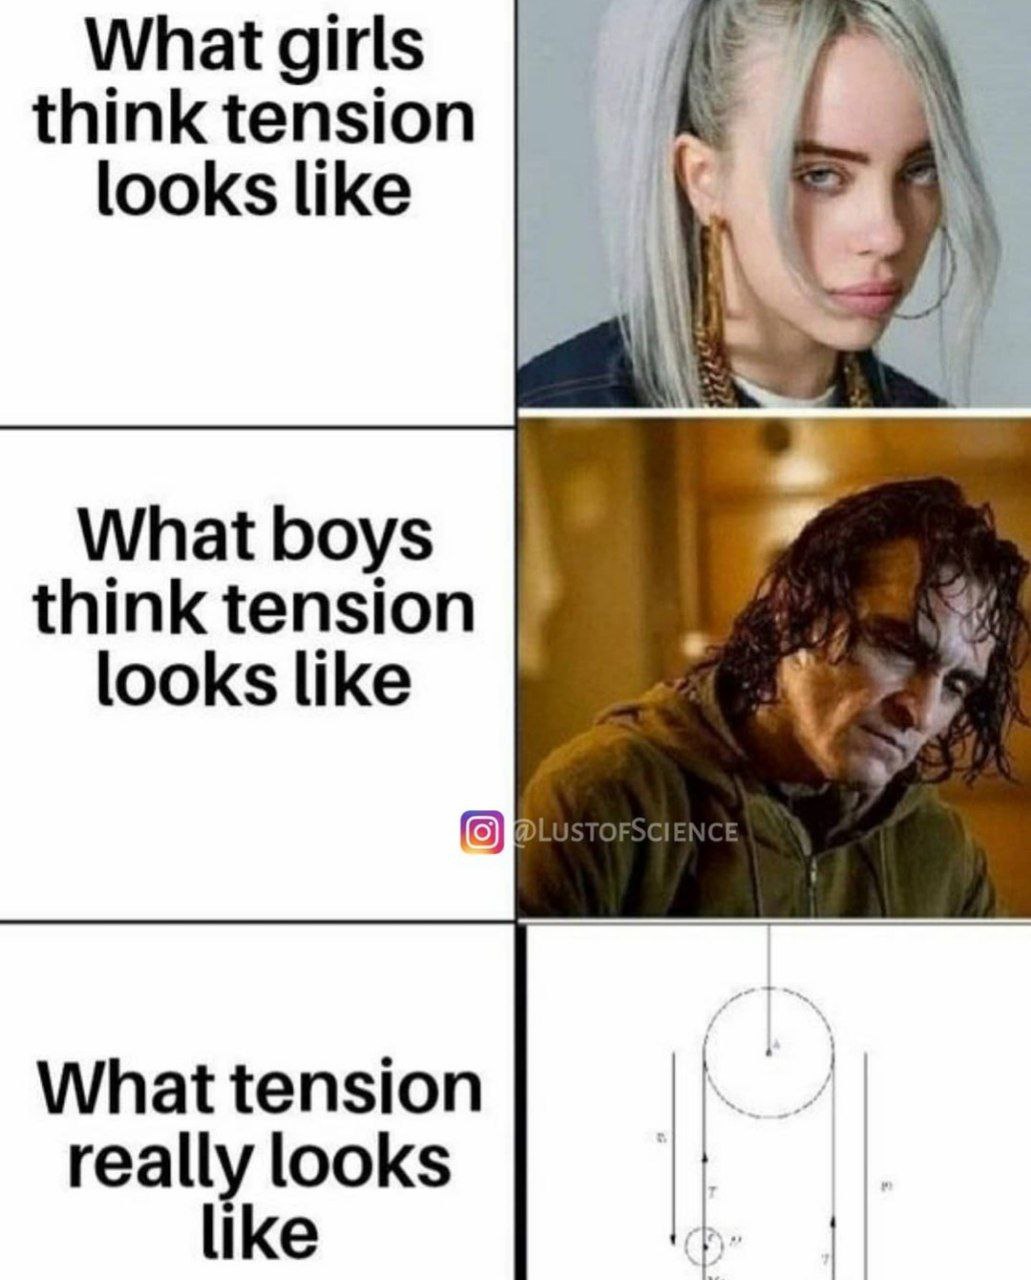 What girls
think tension
looks like
What boys
think tension
looks like
@LUSTOFSCIENCE
What tension
really looks
like
A
T